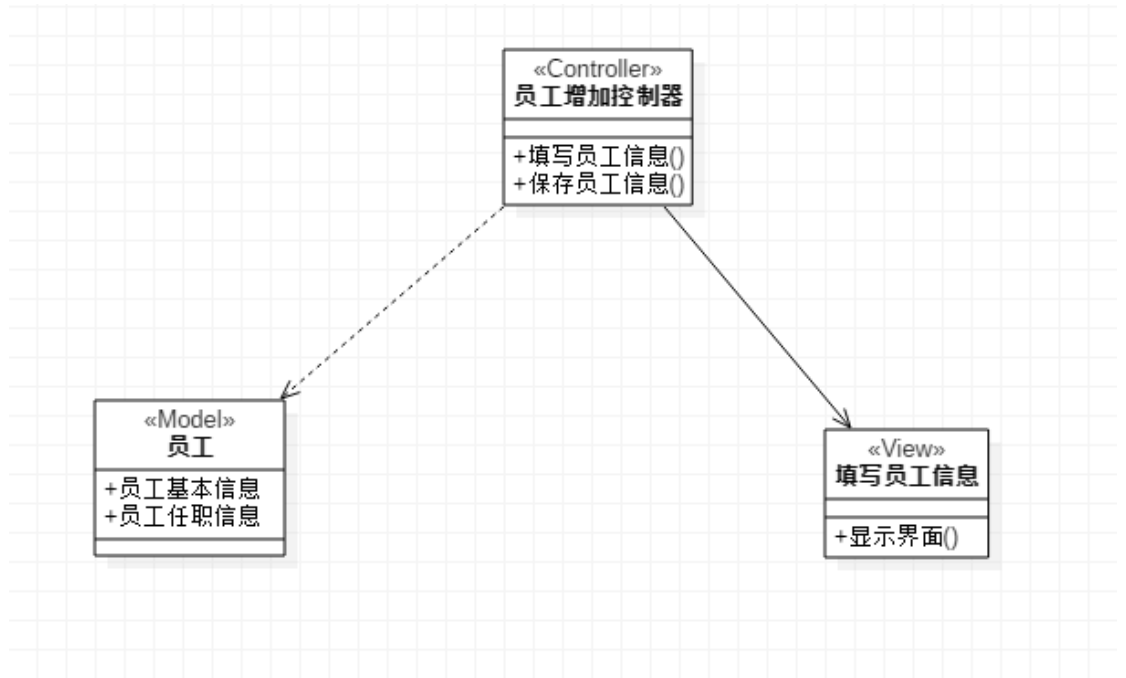 «Controller»
员工增加控制器
+填写员工信息()
+保存员工信息()
«Model»
员工
+员工基本信息
+员工任职信息
«View»
填写员工信息
+显示界面()